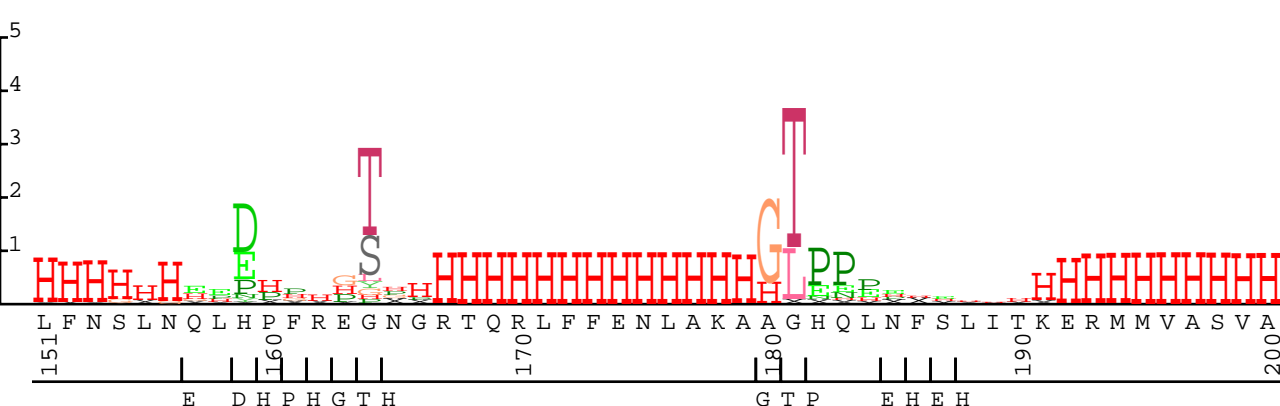 5
4
3
T
T
2
D
G
1
S
E
P P
H H H H H H
H H H H H H H H H H H H H
H H H H H H H H H H
L F N S L N Q L H P F R E G N G R T Q R L F F E N L A K A A G H Q L N F S L I T K E R M M V A S V A
151 160 170 180 190 200
E D H P H G T H G T P E H E H